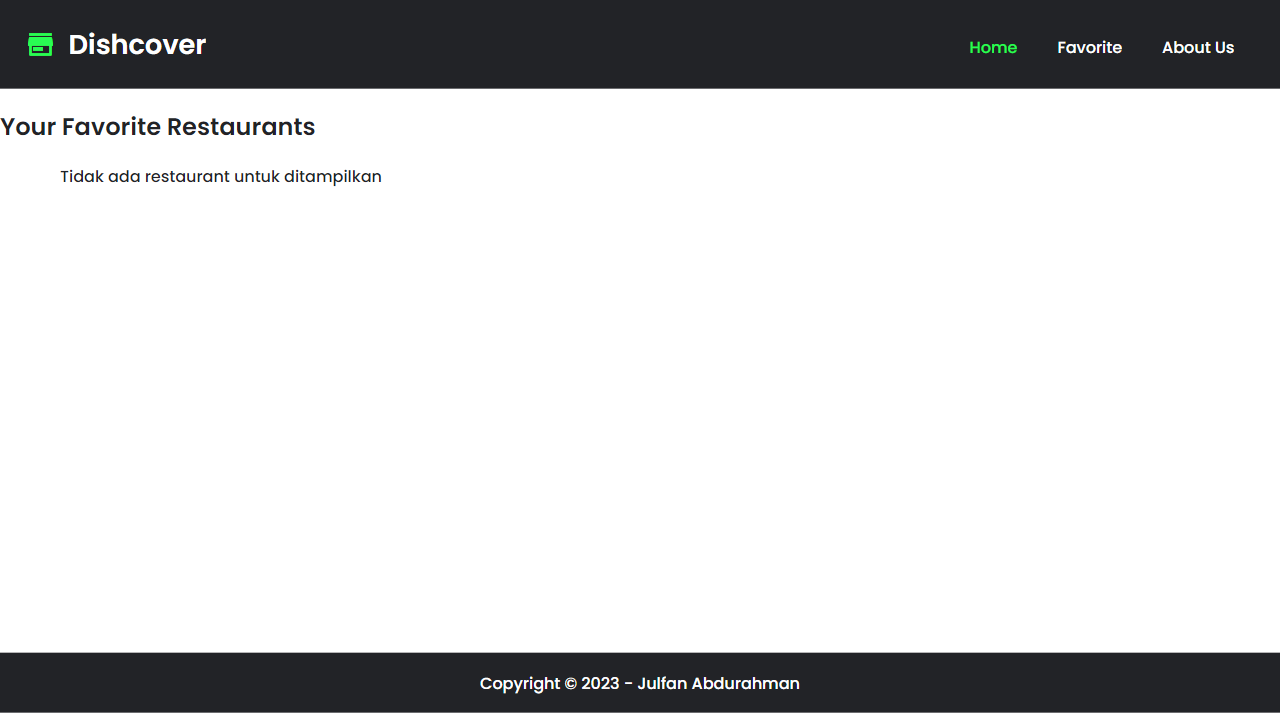 Dishcover
Home Favorite About Us
Your Favorite Restaurants
Tidak ada restaurant untuk ditampilkan
Copyright © 2023 - Julfan Abdurahman